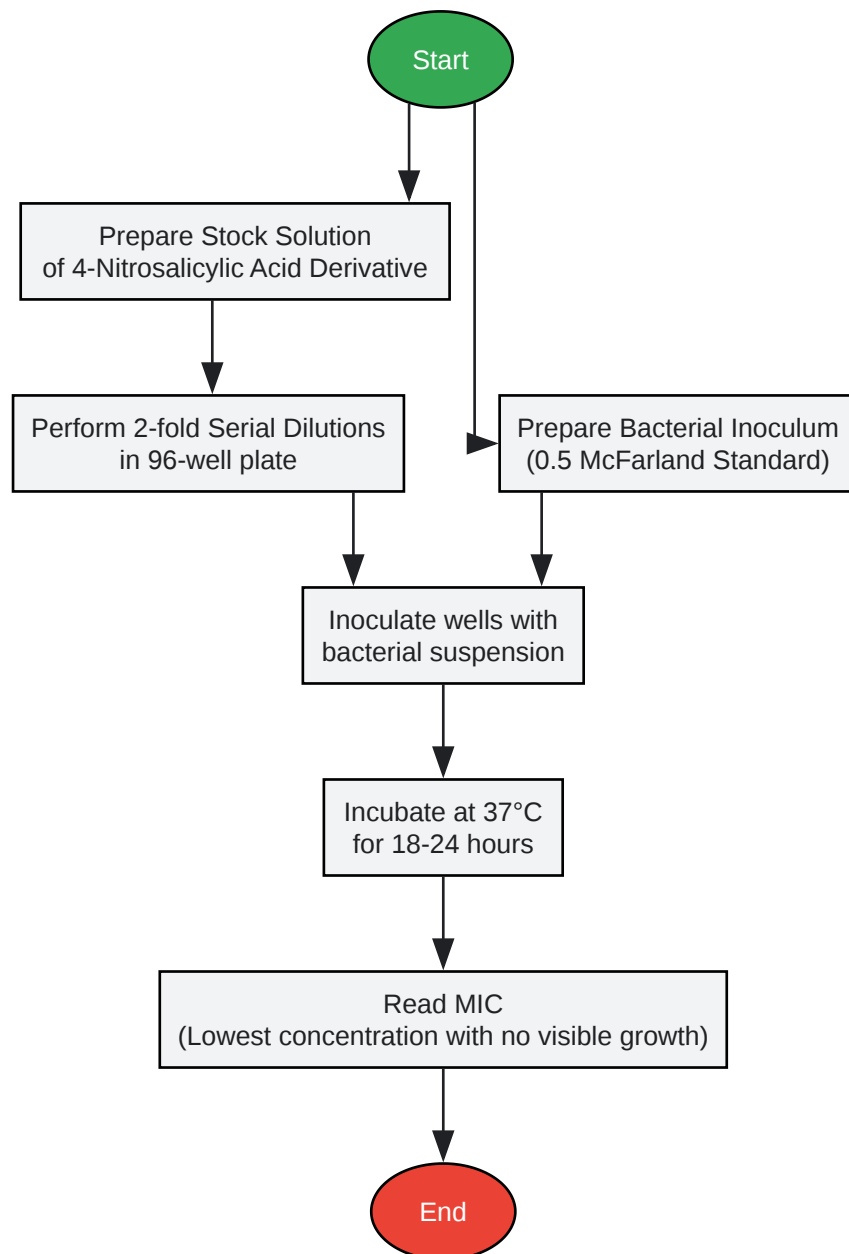 Start
Prepare Stock Solution
of 4-Nitrosalicylic Acid Derivative
Perform 2-fold Serial Dilutions
in 96-well plate
Prepare Bacterial Inoculum
(0.5 McFarland Standard)
Inoculate wells with
bacterial suspension
Incubate at 37°C
for 18-24 hours
Read MIC
(Lowest concentration with no visible growth)
End